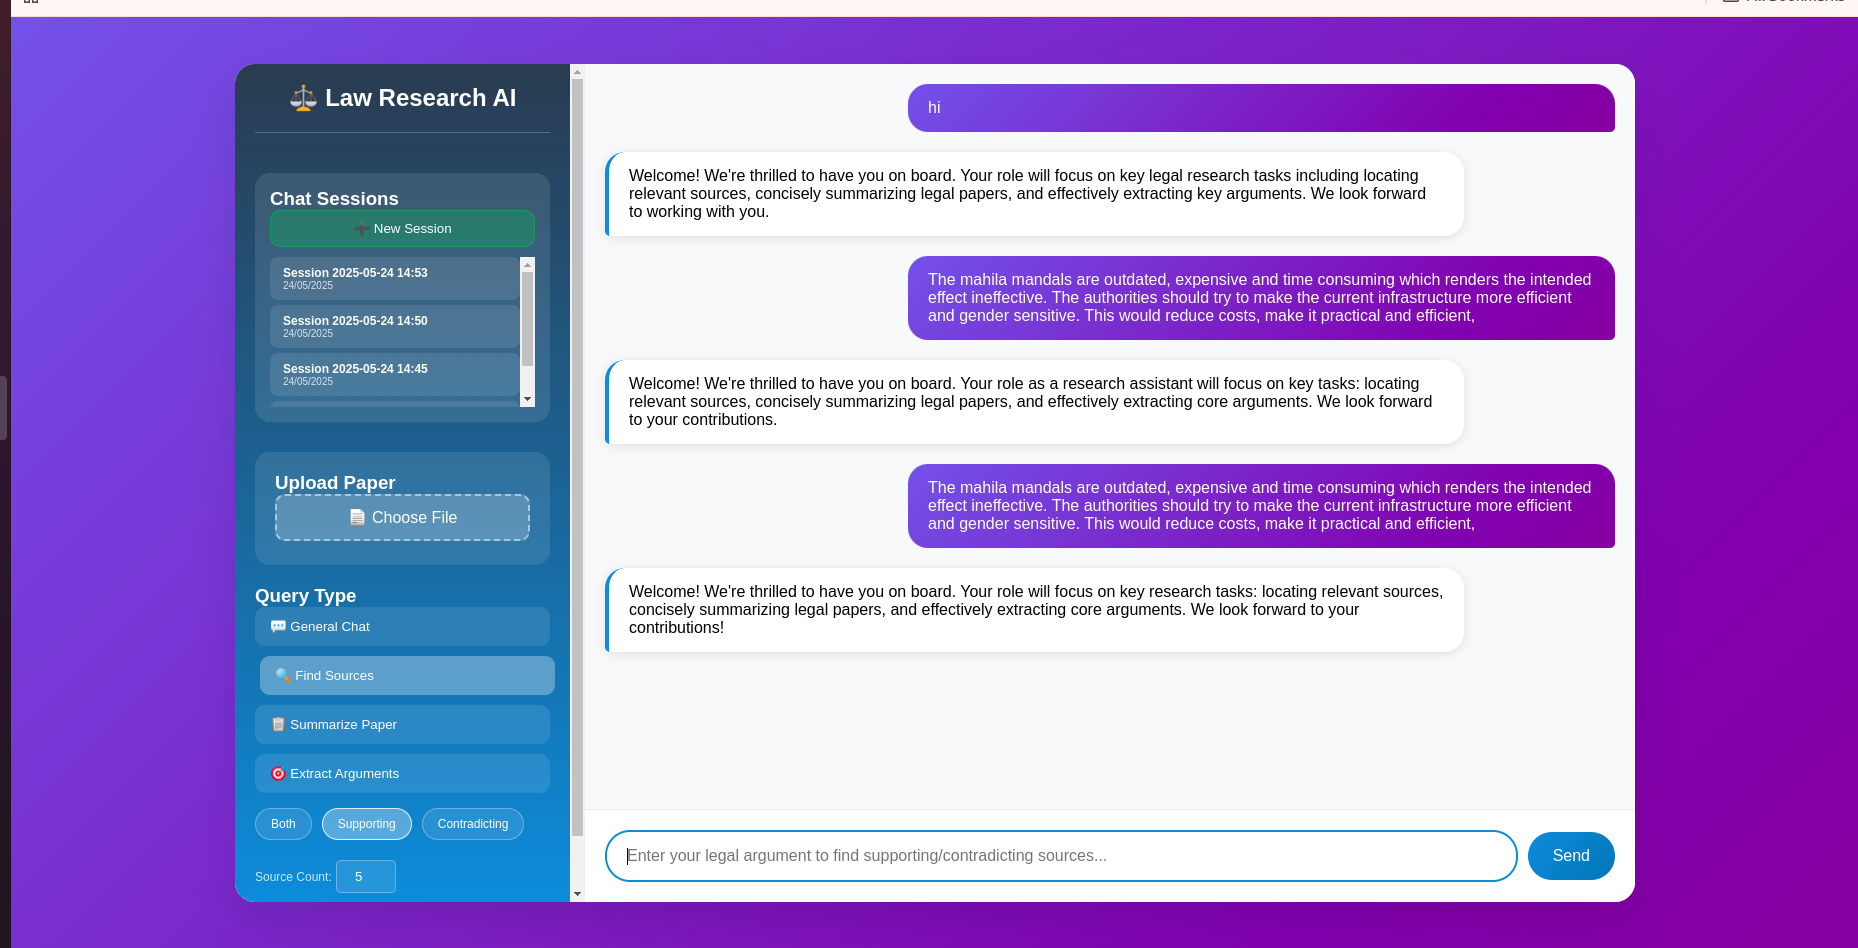 Law Research AI
Chat Sessions
➕ New Session
Session 2025-05-24 14:53
24/05/2025
Session 2025-05-24 14:50
24/05/2025
Session 2025-05-24 14:45
24/05/2025
Upload Paper
Choose File
Query Type
General Chat
Find Sources
Summarize Paper
Extract Arguments
Both
Supporting
Contradicting
Source Count: 5
hi
Welcome! We're thrilled to have you on board. Your role will focus on key legal research tasks including locating
relevant sources, concisely summarizing legal papers, and effectively extracting key arguments. We look forward
to working with you.
The mahila mandals are outdated, expensive and time consuming which renders the intended
effect ineffective. The authorities should try to make the current infrastructure more efficient
and gender sensitive. This would reduce costs, make it practical and efficient,
Welcome! We're thrilled to have you on board. Your role as a research assistant will focus on key tasks: locating
relevant sources, concisely summarizing legal papers, and effectively extracting core arguments. We look forward
to your contributions.
The mahila mandals are outdated, expensive and time consuming which renders the intended
effect ineffective. The authorities should try to make the current infrastructure more efficient
and gender sensitive. This would reduce costs, make it practical and efficient,
Welcome! We're thrilled to have you on board. Your role will focus on key research tasks: locating relevant sources,
concisely summarizing legal papers, and effectively extracting core arguments. We look forward to your
contributions!
Enter your legal argument to find supporting/contradicting sources...
Send